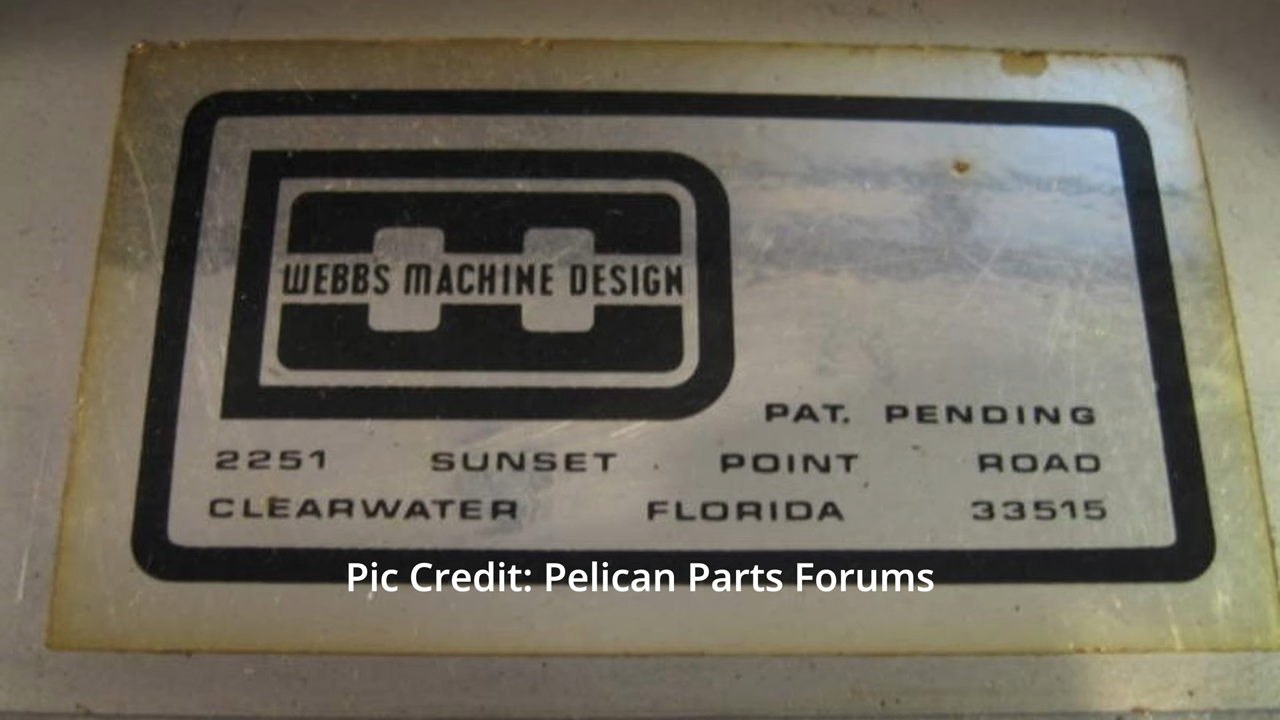 WEBBS MACHINE DESIGN
PAT. PENDING
2251 SUNSET POINT ROAD
CLEARWATER FLORIDA 33515
Pic Credit: Pelican Parts Forums